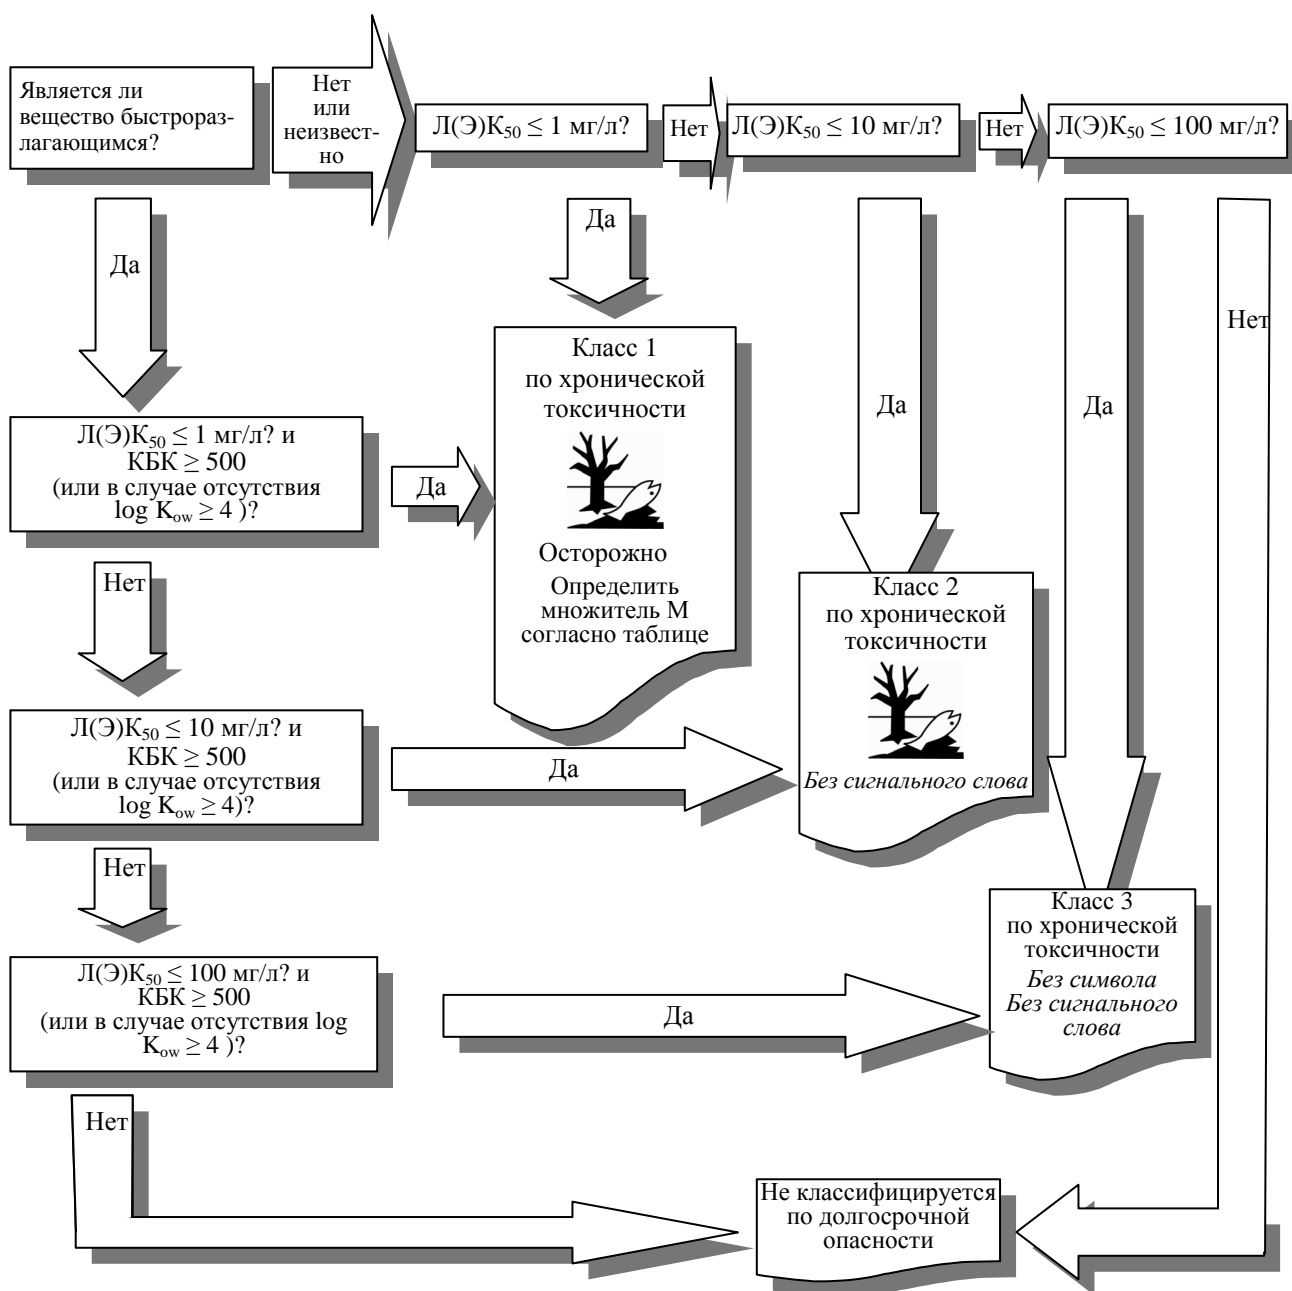 Является ли
вещество быстрораз-
лагающимся?
Нет
или
неизвест-
но
Л(Э)К50 ≤ 1 мг/л?
Нет
Л(Э)К50 ≤ 10 мг/л?
Нет
Л(Э)К50 ≤ 100 мг/л?
Да
Да
Да
Да
Нет
Л(Э)К50 ≤ 1 мг/л? и
КБК ≥ 500
(или в случае отсутствия
log Kow ≥ 4 )?
Да
Класс 1
по хронической
токсичности
Осторожно
Определить
множитель М
согласно таблице
Нет
Класс 2
по хронической
токсичности
Без сигнального слова
Л(Э)К50 ≤ 10 мг/л? и
КБК ≥ 500
(или в случае отсутствия
log Kow ≥ 4)?
Да
Нет
Класс 3
по хронической
токсичности
Без символа
Без сигнального
слова
Л(Э)К50 ≤ 100 мг/л? и
КБК ≥ 500
(или в случае отсутствия log
Kow ≥ 4 )?
Да
Нет
Не классифицируется
по долгосрочной
опасности